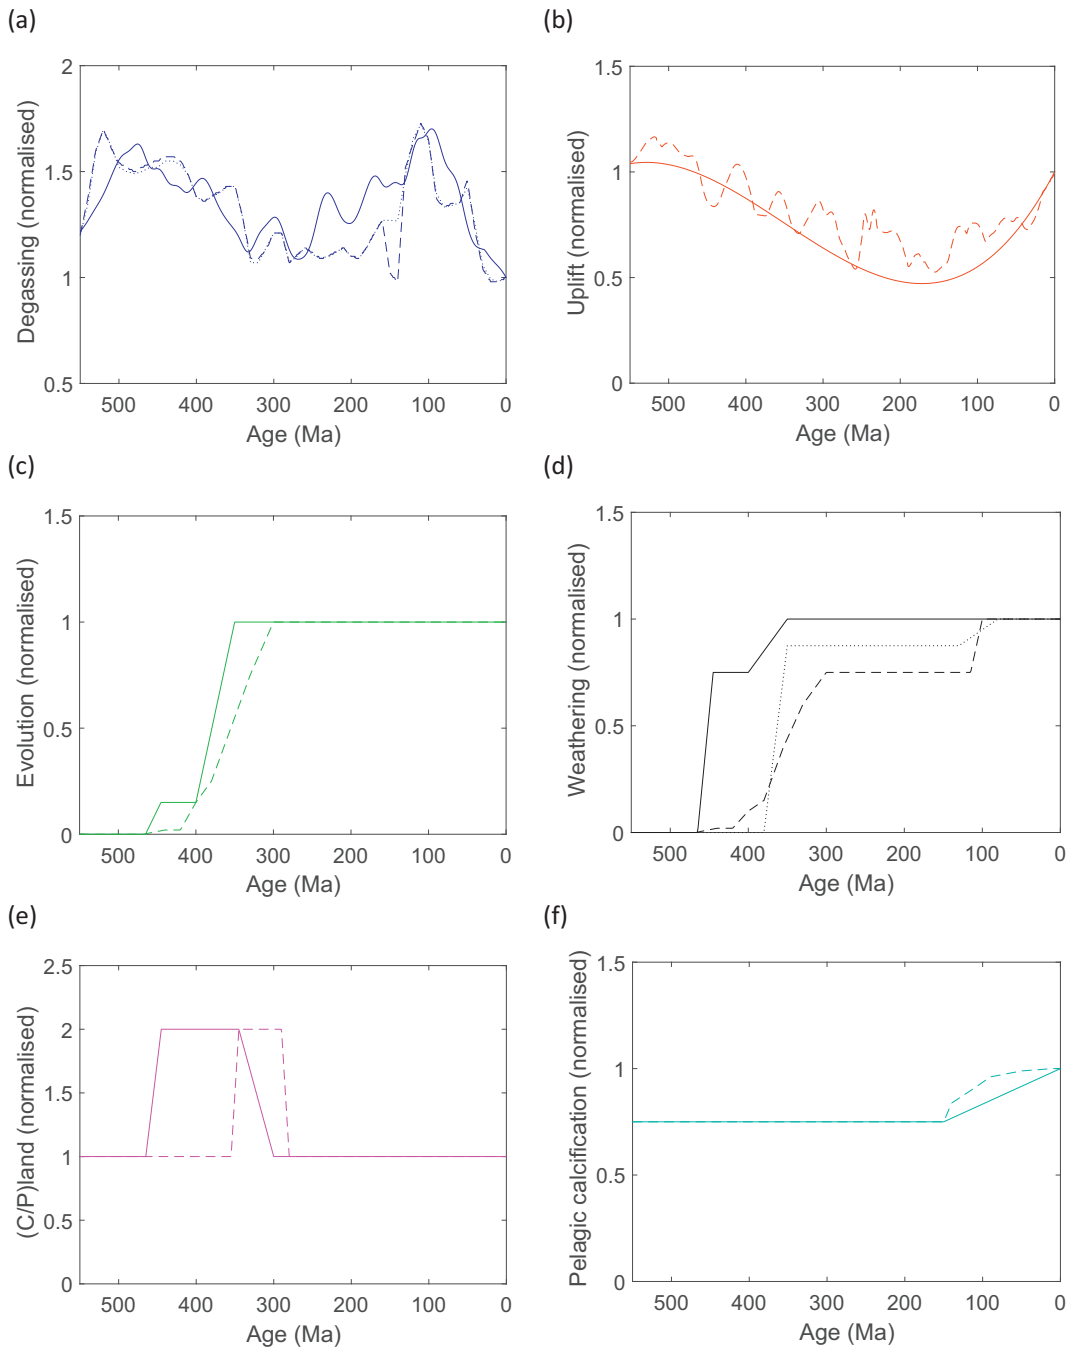 (a)
2
1.5
1
0.5
Degassing (normalised)
500 400 300 200 100 0
Age (Ma)
(b)
1.5
1
0.5
0
Uplift (normalised)
500 400 300 200 100 0
Age (Ma)
(c)
1.5
1
0.5
0
Evolution (normalised)
500 400 300 200 100 0
Age (Ma)
(d)
1.5
1
0.5
0
Weathering (normalised)
500 400 300 200 100 0
Age (Ma)
(e)
2.5
2
1.5
1
0.5
0
(C/P)land (normalised)
500 400 300 200 100 0
Age (Ma)
(f)
1.5
1
0.5
0
Pelagic calcification (normalised)
500 400 300 200 100 0
Age (Ma)